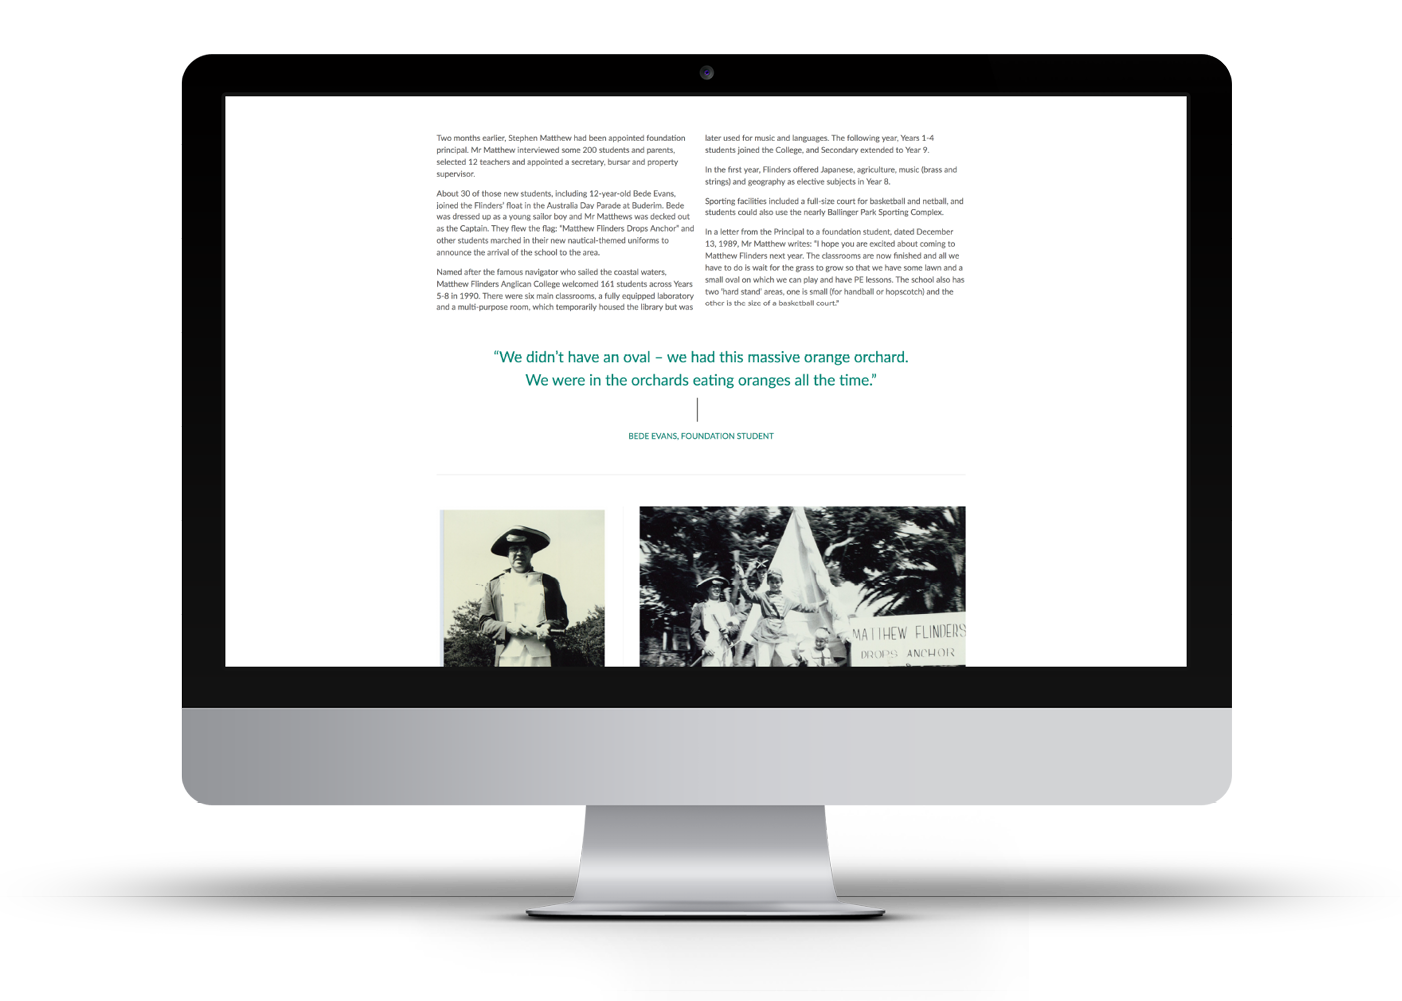 Two months earlier, Stephen Matthew had been appointed foundation
principal. Mr Matthew interviewed some 200 students and parents,
selected 12 teachers and appointed a secretary, bursar and property
supervisor.
About 30 of those new students, including 12-year-old Bede Evans,
joined the Flinders' float in the Australia Day Parade at Buderim. Bede
was dressed up as a young sailor boy and Mr Matthews was decked out
as the Captain. They flew the flag: "Matthew Flinders Drops Anchor" and
other students marched in their new nautical-themed uniforms to
announce the arrival of the school to the area.
Named after the famous navigator who sailed the coastal waters,
Matthew Flinders Anglican College welcomed 161 students across Years
5-8 in 1990. There were six main classrooms, a fully equipped laboratory
and a multi-purpose room, which temporarily housed the library but was
later used for music and languages. The following year, Years 1-4
students joined the College, and Secondary extended to Year 9.
In the first year, Flinders offered Japanese, agriculture, music (brass and
strings) and geography as elective subjects in Year 8.
Sporting facilities included a full-size court for basketball and netball, and
students could also use the nearly Ballinger Park Sporting Complex.
In a letter from the Principal to a foundation student, dated December
13, 1989, Mr Matthew writes: "I hope you are excited about coming to
Matthew Flinders next year. The classrooms are now finished and all we
have to do is wait for the grass to grow so that we have some lawn and a
small oval on which we can play and have PE lessons. The school also has
two 'hard stand' areas, one is small (for handball or hopscotch) and the
other is the size of a basketball court."
“We didn’t have an oval – we had this massive orange orchard.
We were in the orchards eating oranges all the time.”
BEDE EVANS, FOUNDATION STUDENT
MATTHEW FLINDERS
DROPS ANCHOR